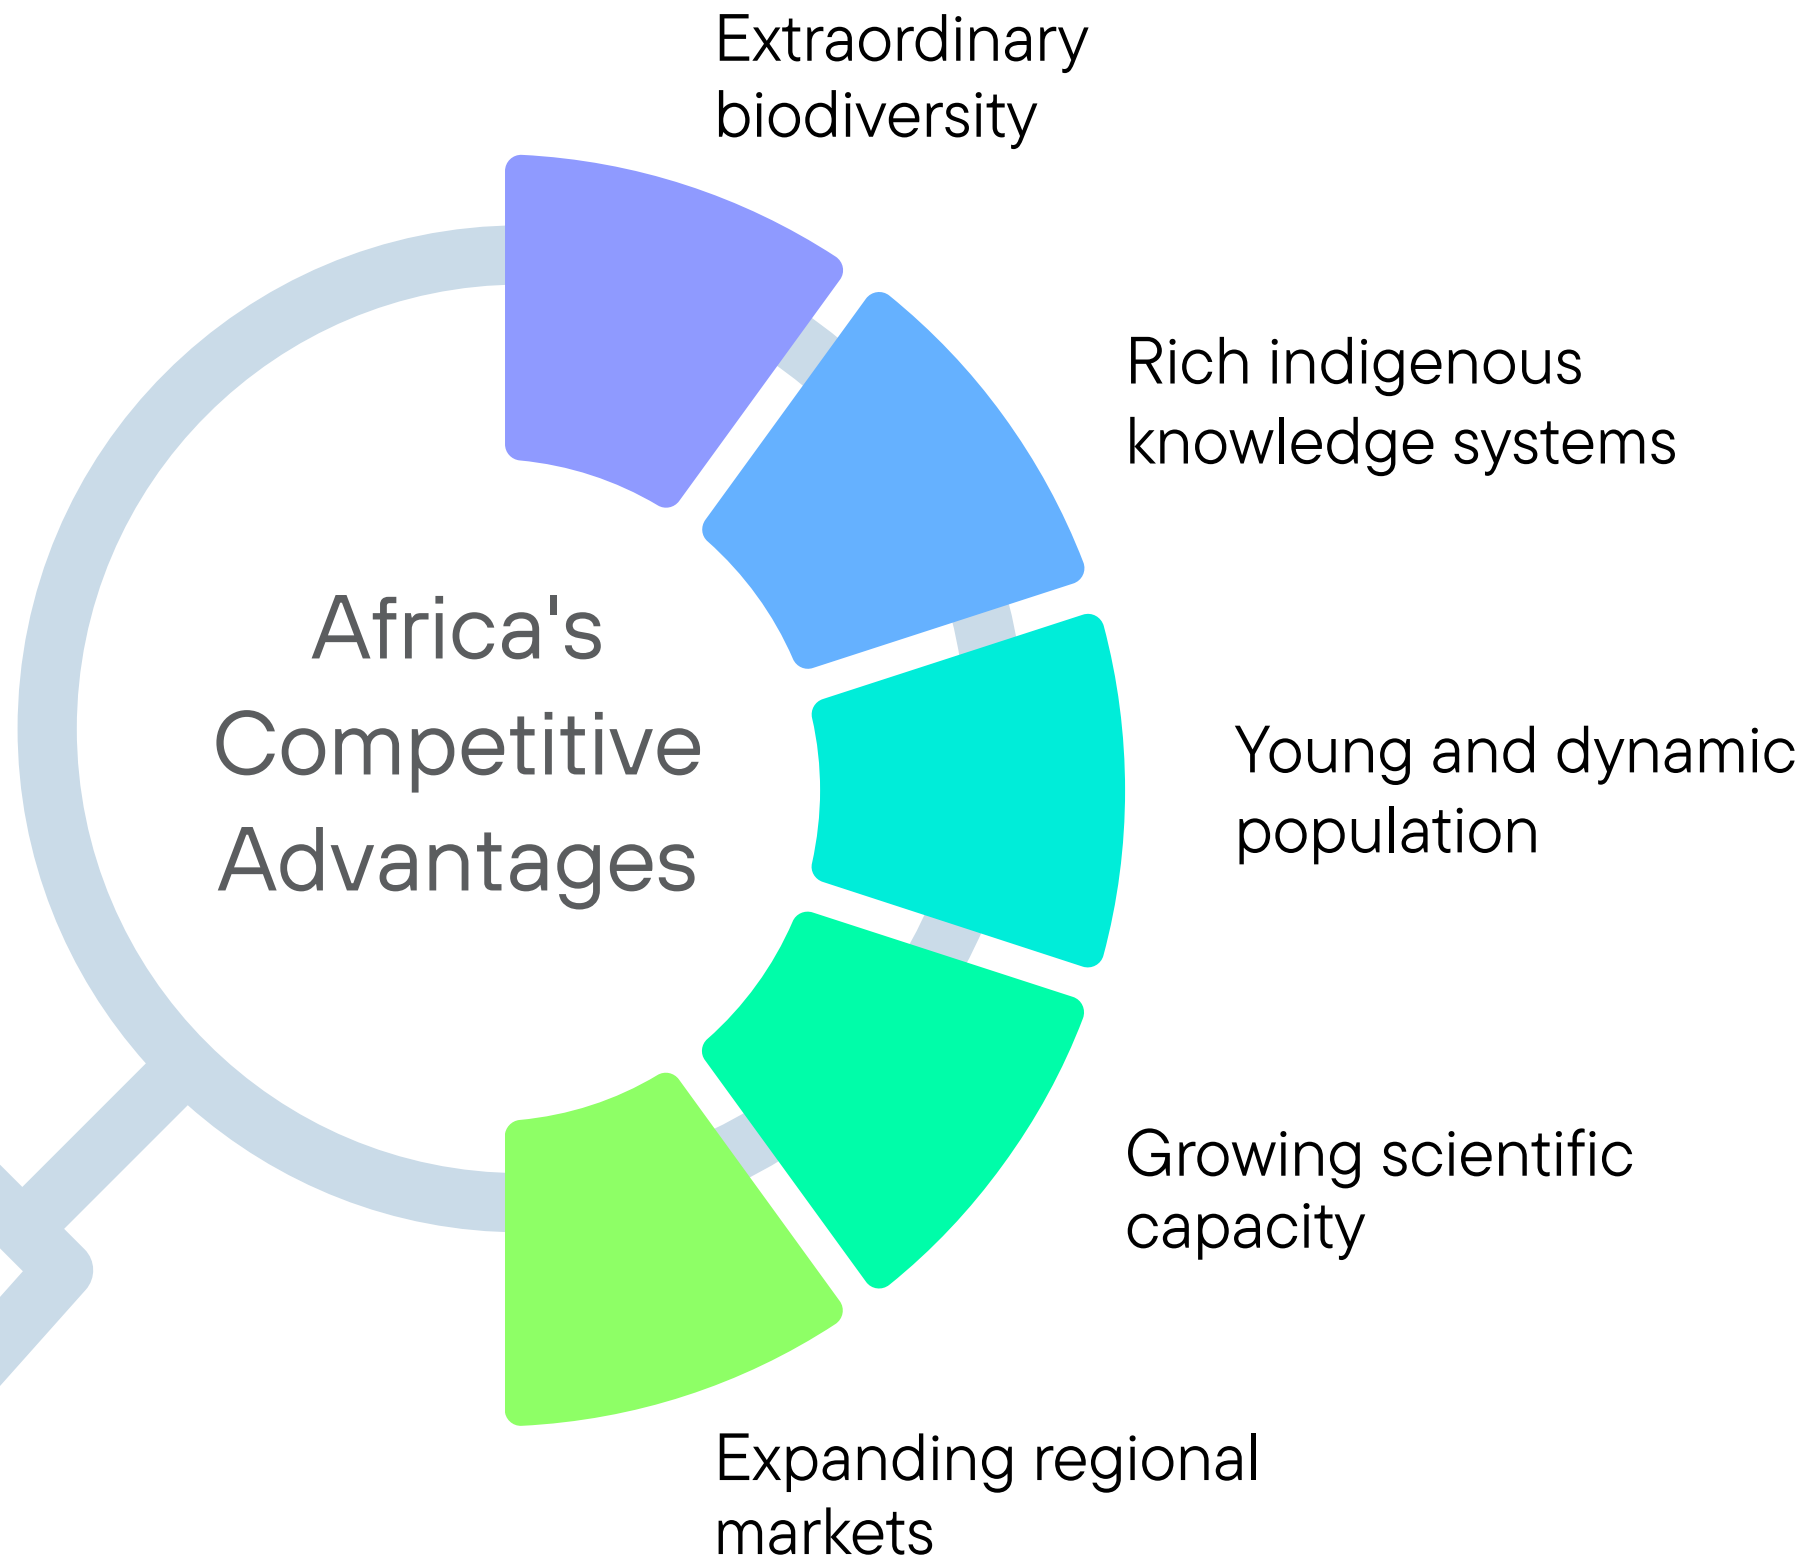 Extraordinary
biodiversity
Rich indigenous
knowledge systems
Africa's
Competitive
Advantages
Young and dynamic
population
Growing scientific
capacity
Expanding regional
markets